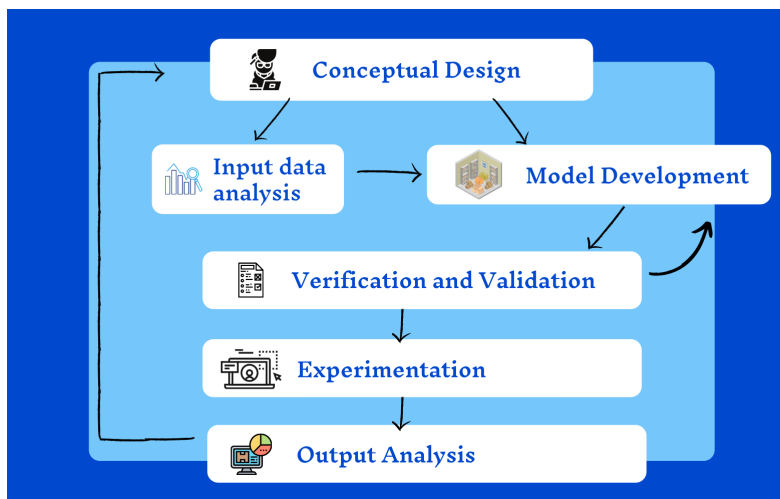 Conceptual Design
Input data
analysis
Model Development
Verification and Validation
Experimentation
Output Analysis